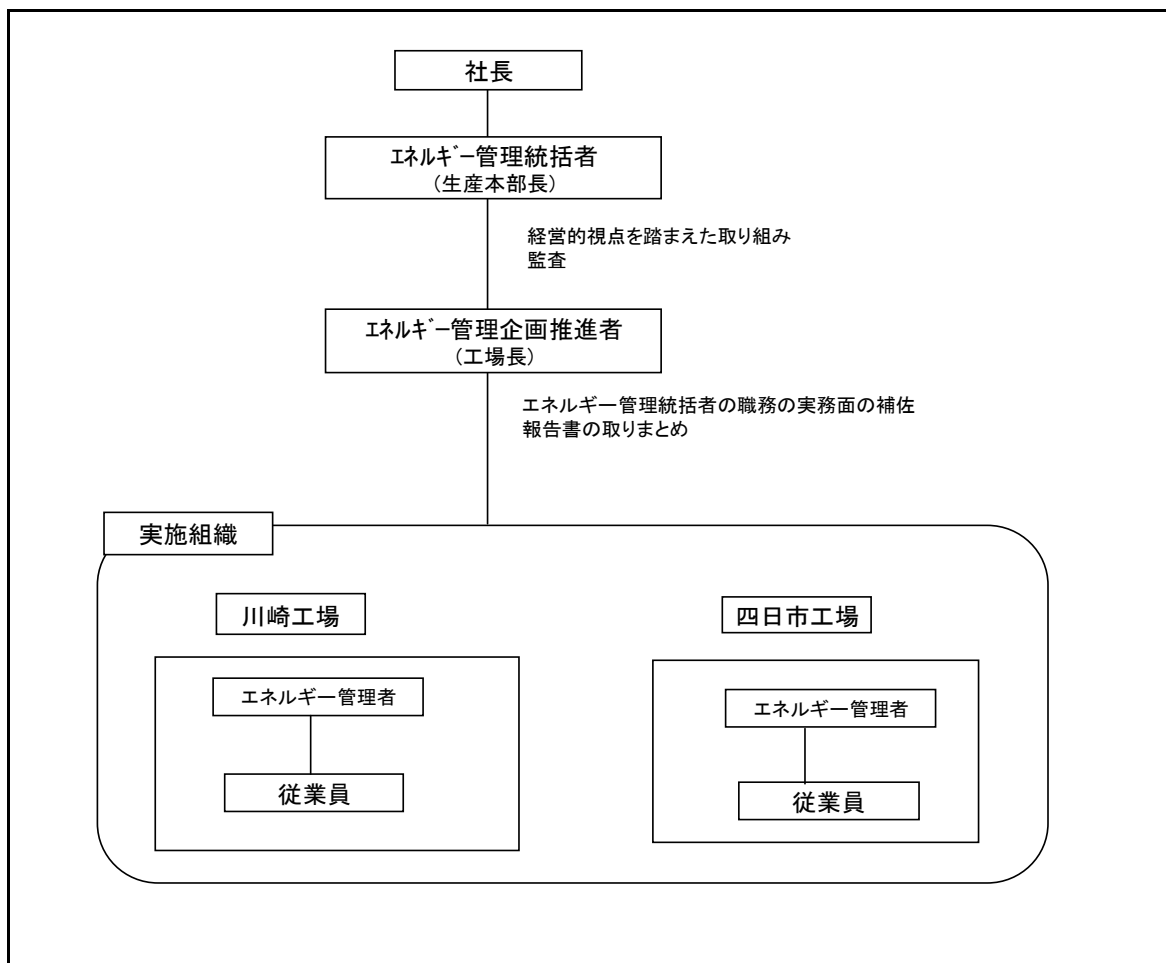 社長
ｴﾈﾙｷﾞｰ管理統括者
(生産本部長)
経営的視点を踏まえた取り組み
監査
ｴﾈﾙｷﾞｰ管理企画推進者
(工場長)
エネルギー管理統括者の職務の実務面の補佐
報告書の取りまとめ
実施組織
川崎工場
四日市工場
エネルギー管理者
エネルギー管理者
従業員
従業員